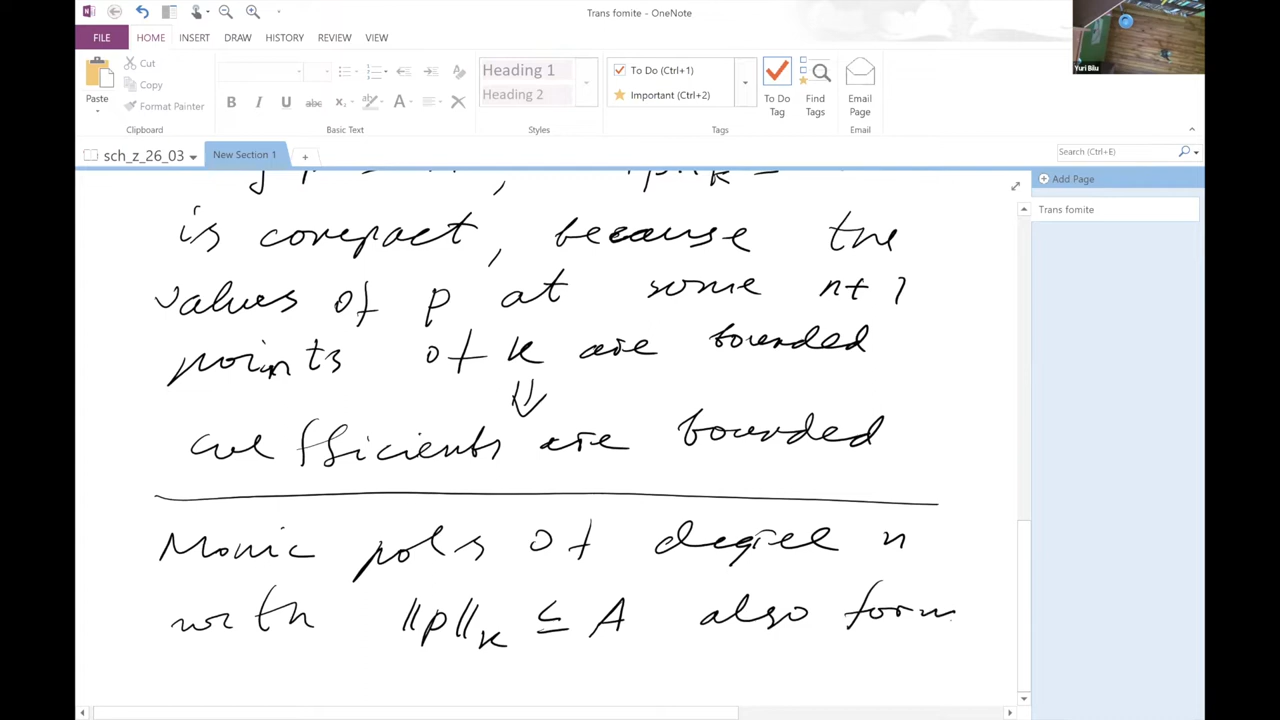 Trans fomite - OneNote
FILE HOME INSERT DRAW HISTORY REVIEW VIEW
Yuri Bilu
Paste
Cut
Copy
Format Painter
Clipboard
Basic Text
Heading 1
Heading 2
Styles
To Do (Ctrl+1)
Important (Ctrl+2)
Tags
To Do Tag
Find Tags
Email Page
Email
sch_z_26_03
New Section 1
Search (Ctrl+E)
Add Page
Trans fomite
is compact, because the
values of p at some n+1
points of K are bounded
⇓
coefficients are bounded
Monic pols of degree n
with ||p||_K ≤ A also form